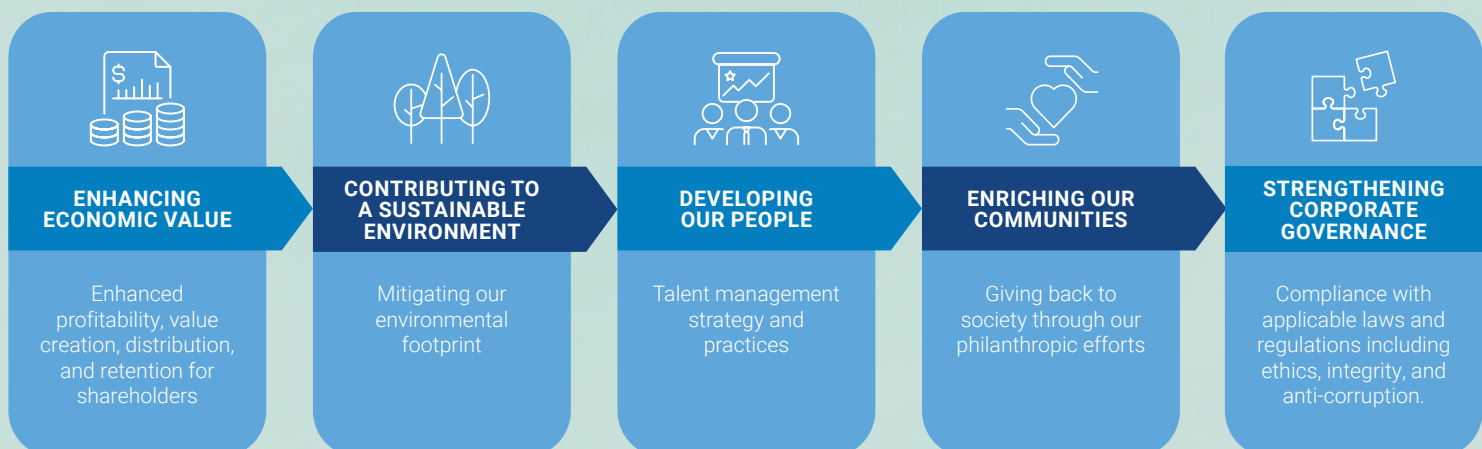 $
ENHANCING
ECONOMIC VALUE
Enhanced
profitability, value
creation, distribution,
and retention for
shareholders
CONTRIBUTING TO
A SUSTAINABLE
ENVIRONMENT
Mitigating our
environmental
footprint
DEVELOPING
OUR PEOPLE
Talent management
strategy and
practices
ENRICHING OUR
COMMUNITIES
Giving back to
society through our
philanthropic efforts
STRENGTHENING
CORPORATE
GOVERNANCE
Compliance with
applicable laws and
regulations including
ethics, integrity, and
anti-corruption.